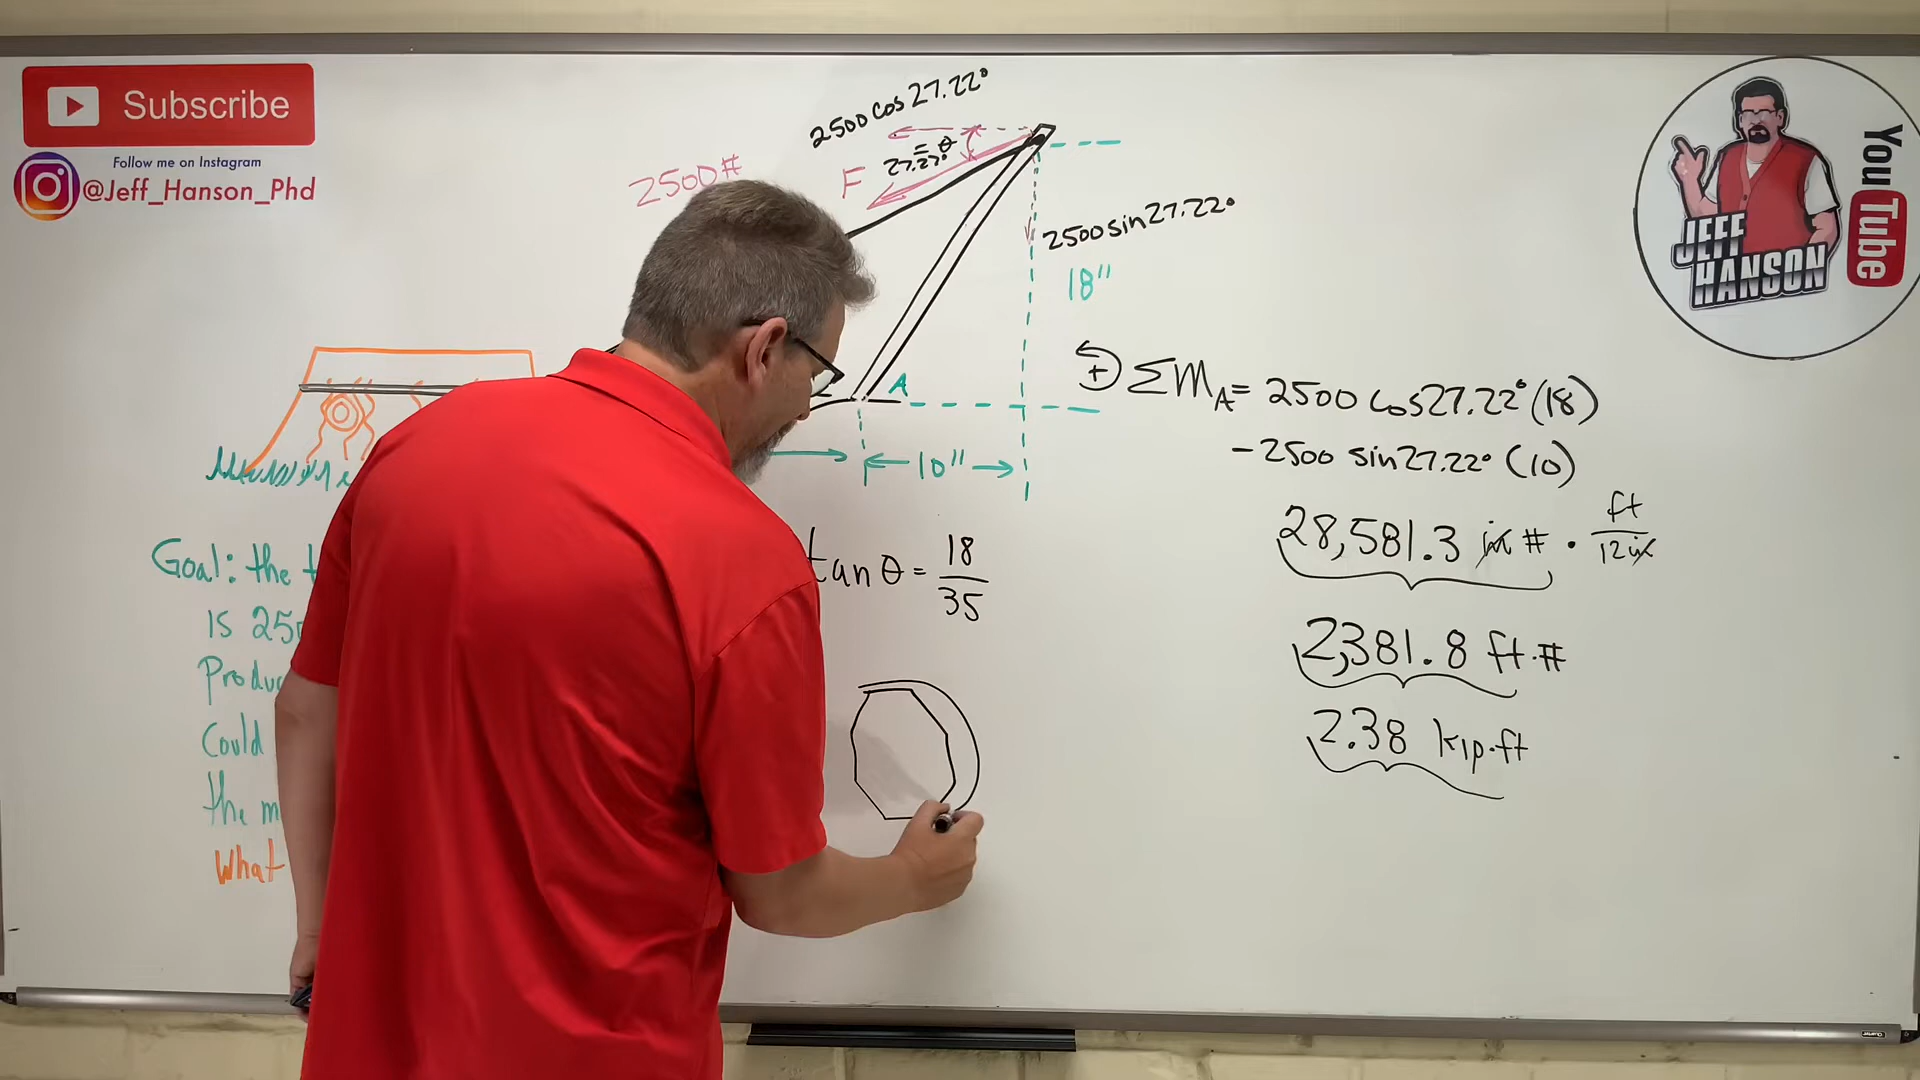 Subscribe
Follow me on Instagram
@Jeff_Hanson_Phd
YouTube
JEFF
HANSON
2500 cos 27.22°
2500#
F
= θ
27.22°
2500 sin 27.22°
18"
A
10"
+ ΣM_A = 2500 cos 27.22° (18)
- 2500 sin 27.22° (10)
28,581.3 in # · ft / 12 in
2,381.8 ft·#
2.38 kip·ft
tan θ = 18 / 35
Goal: the
is
Could
the
What